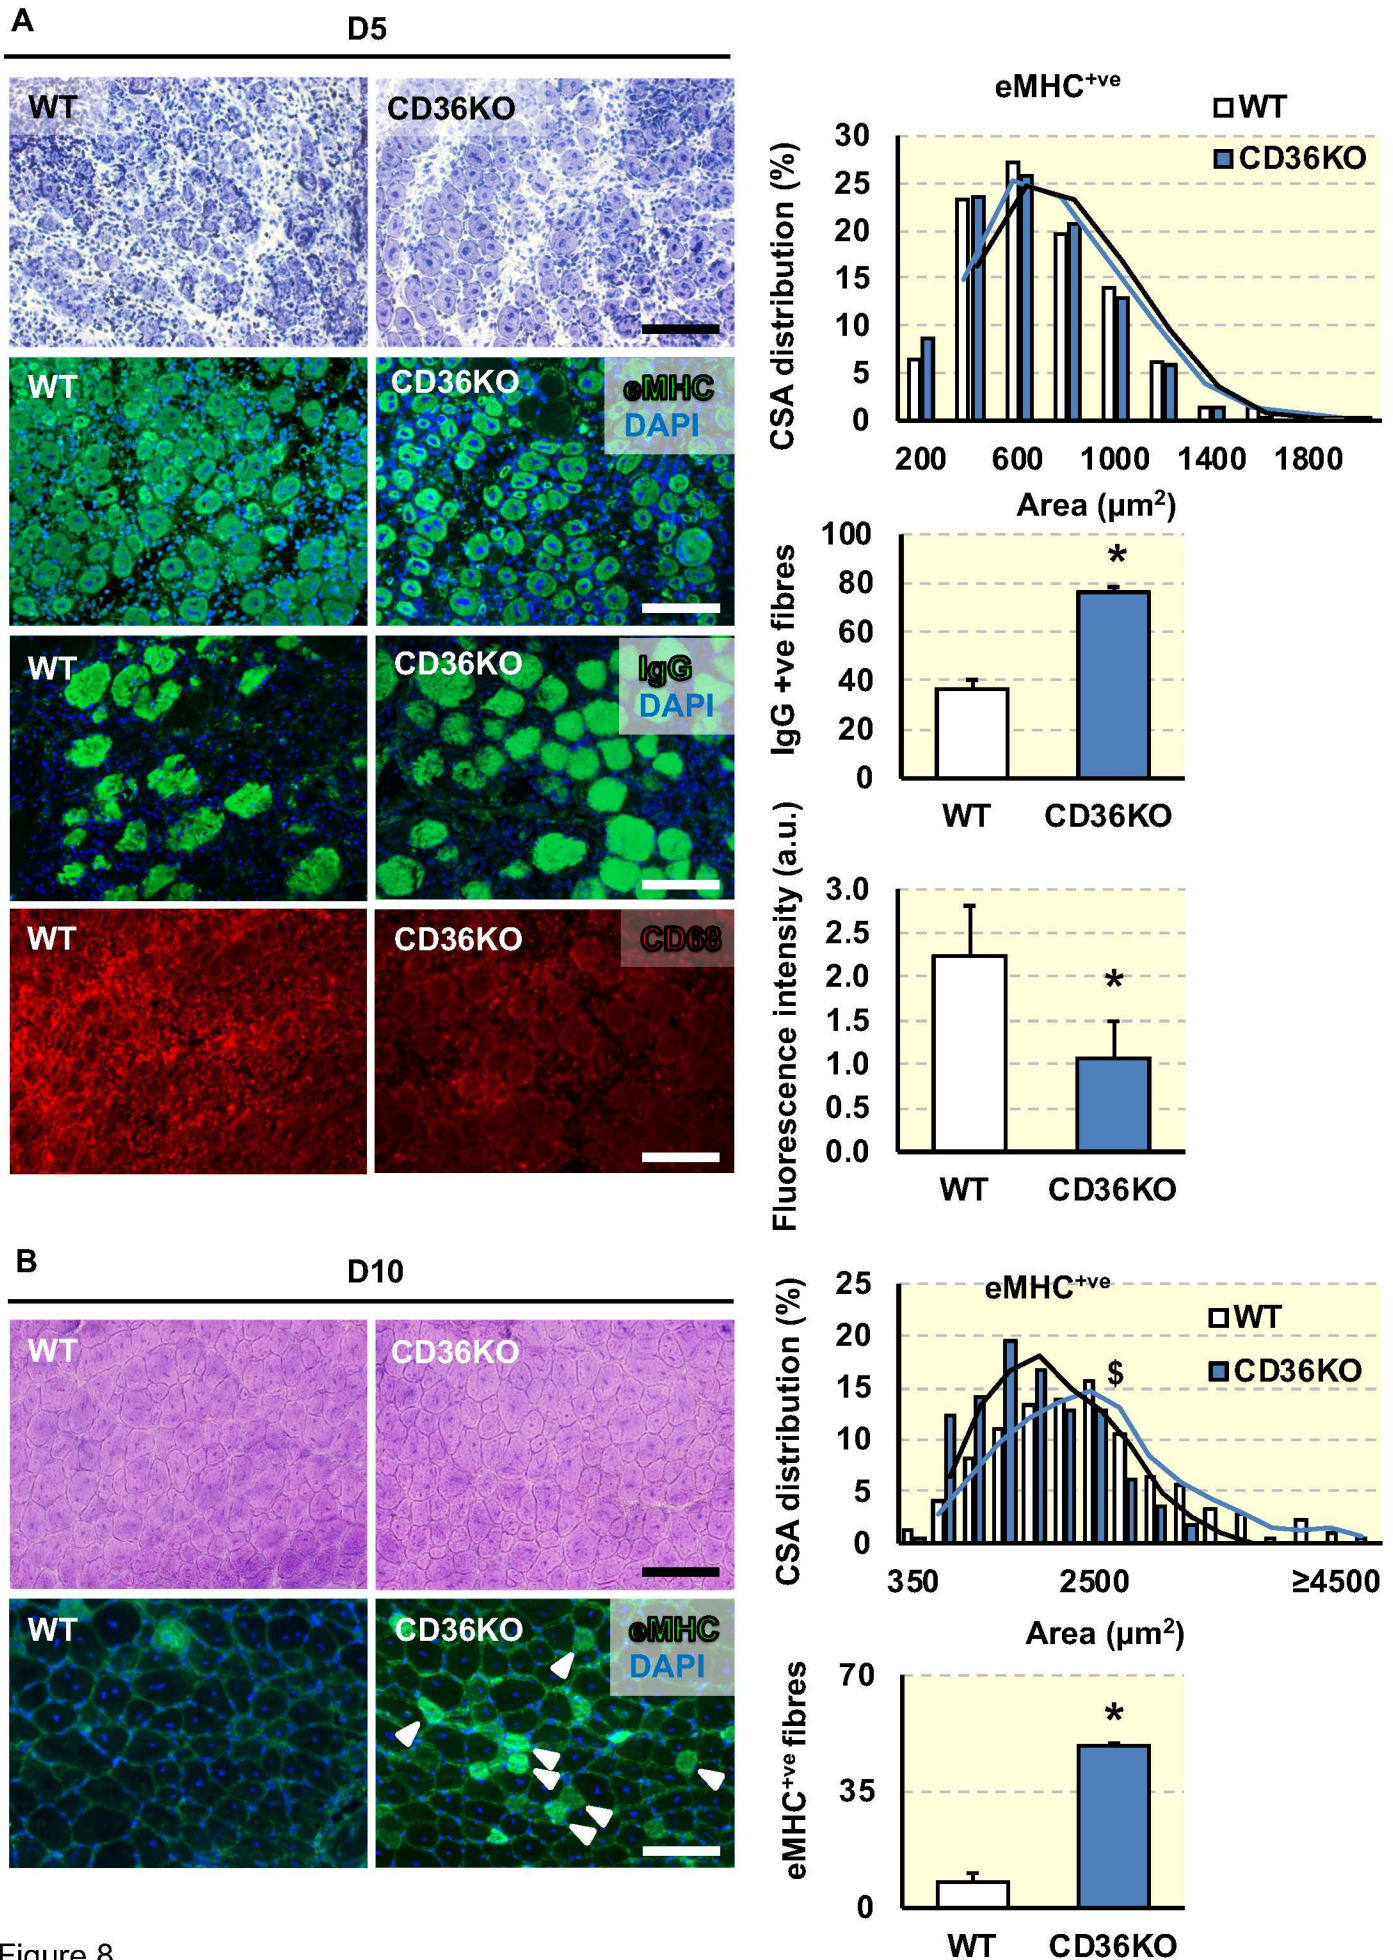 A
D5
WT
CD36KO
WT
CD36KO
eMHC
DAPI
WT
CD36KO
IgG
DAPI
WT
CD36KO
CD68
eMHC+ve
WT
CD36KO
CSA distribution (%)
30
25
20
15
10
5
0
200 600 1000 1400 1800
Area (µm²)
IgG +ve fibres
100
80
60
40
20
0
*
WT CD36KO
Fluorescence intensity (a.u.)
3.0
2.5
2.0
1.5
1.0
0.5
0.0
*
WT CD36KO
B
D10
WT
CD36KO
WT
CD36KO
eMHC
DAPI
eMHC+ve
WT
CD36KO
$
CSA distribution (%)
25
20
15
10
5
0
350 2500 ≥4500
Area (µm²)
eMHC+ve fibres
70
35
0
*
WT CD36KO
Figure 8